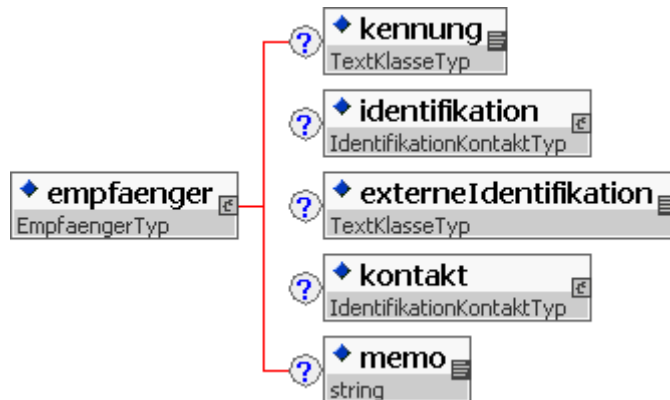 kennung
TextKlasseTyp
identifikation
IdentifikationKontaktTyp
empfaenger
EmpfaengerTyp
externeIdentifikation
TextKlasseTyp
kontakt
IdentifikationKontaktTyp
memo
string